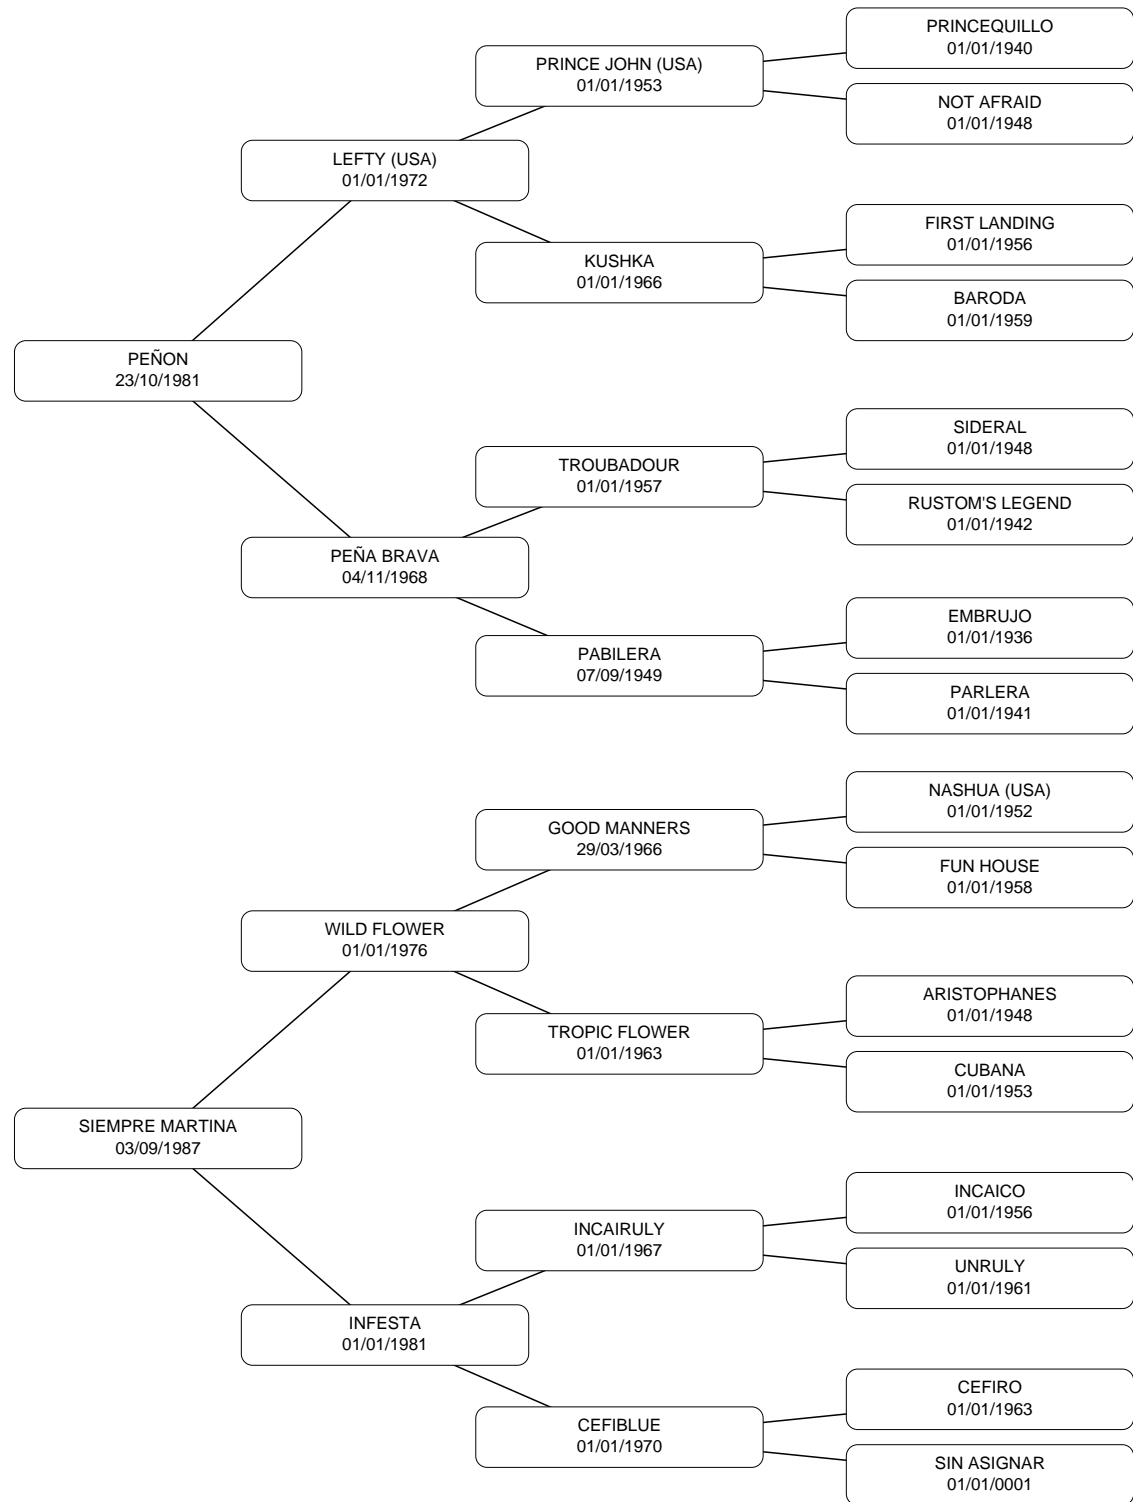 PRINCEQUILLO
01/01/1940
PRINCE JOHN (USA)
01/01/1953
NOT AFRAID
01/01/1948
LEFTY (USA)
01/01/1972
FIRST LANDING
01/01/1956
KUSHKA
01/01/1966
BARODA
01/01/1959
PEÑON
23/10/1981
SIDERAL
01/01/1948
TROUBADOUR
01/01/1957
RUSTOM'S LEGEND
01/01/1942
PEÑA BRAVA
04/11/1968
EMBRUJO
01/01/1936
PABILERA
07/09/1949
PARLERA
01/01/1941
NASHUA (USA)
01/01/1952
GOOD MANNERS
29/03/1966
FUN HOUSE
01/01/1958
WILD FLOWER
01/01/1976
ARISTOPHANES
01/01/1948
TROPIC FLOWER
01/01/1963
CUBANA
01/01/1953
SIEMPRE MARTINA
03/09/1987
INCAICO
01/01/1956
INCAIRULY
01/01/1967
UNRULY
01/01/1961
INFESTA
01/01/1981
CEFIRO
01/01/1963
CEFIBLUE
01/01/1970
SIN ASIGNAR
01/01/0001